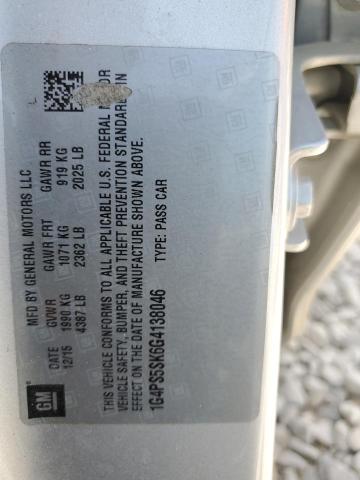 MFD BY GENERAL MOTORS LLC
DATE GVWR GAWR FRT GAWR RR
12/15 1990 KG 1071 KG 919 KG
4387 LB 2362 LB 2025 LB
THIS VEHICLE CONFORMS TO ALL APPLICABLE U.S. FEDERAL MOTOR
VEHICLE SAFETY, BUMPER, AND THEFT PREVENTION STANDARDS IN
EFFECT ON THE DATE OF MANUFACTURE SHOWN ABOVE.
1G4PS5SK6G4138046 TYPE: PASS CAR
GM